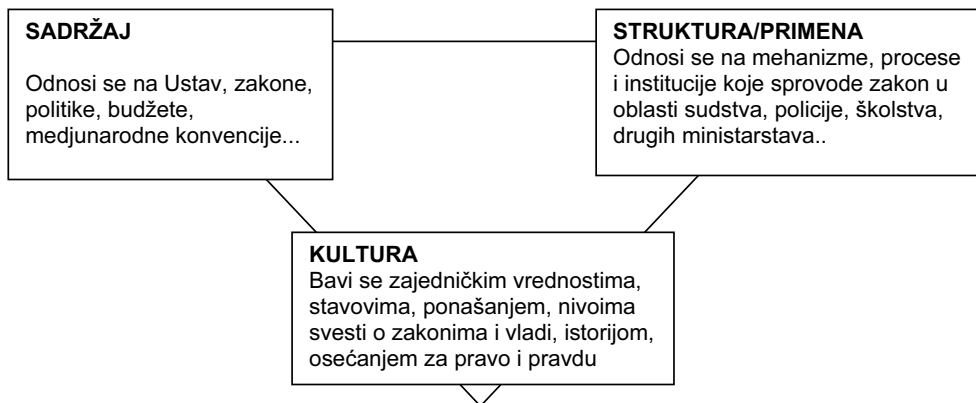 SADRŽAJ
Odnosi se na Ustav, zakone,
politike, budžete,
medjunarodne konvencije...
STRUKTURA/PRIMENA
Odnosi se na mehanizme, procese
i institucije koje sprovode zakon u
oblasti sudstva, policije, školstva,
drugih ministarstava..
KULTURA
Bavi se zajedničkim vrednostima,
stavovima, ponašanjem, nivoima
svesti o zakonima i vladi, istorijom,
osećanjem za pravo i pravdu